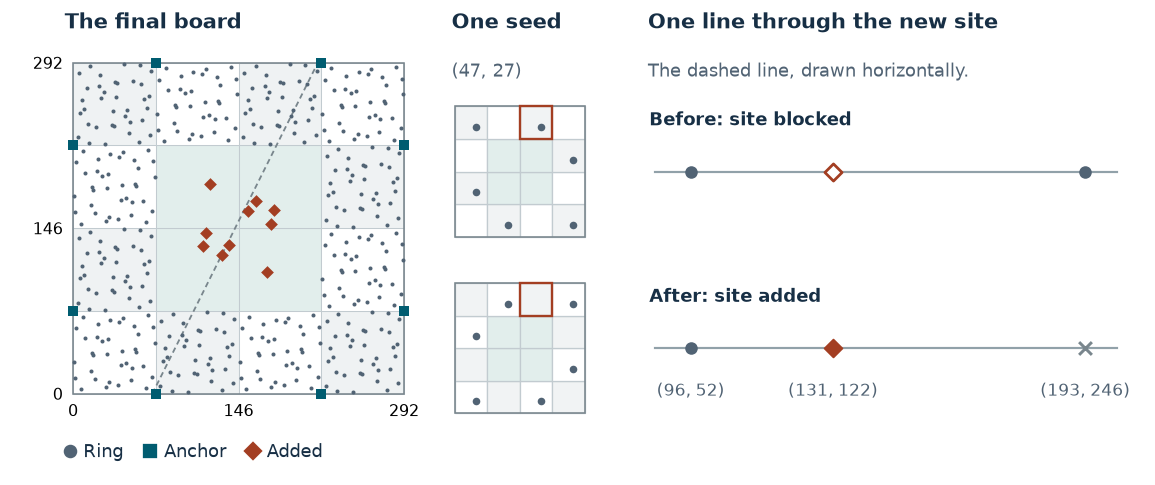 The final board
292
146
0
0
146
292
Ring
Anchor
Added
One seed
(47, 27)
One line through the new site
The dashed line, drawn horizontally.
Before: site blocked
After: site added
(96, 52)
(131, 122)
(193, 246)